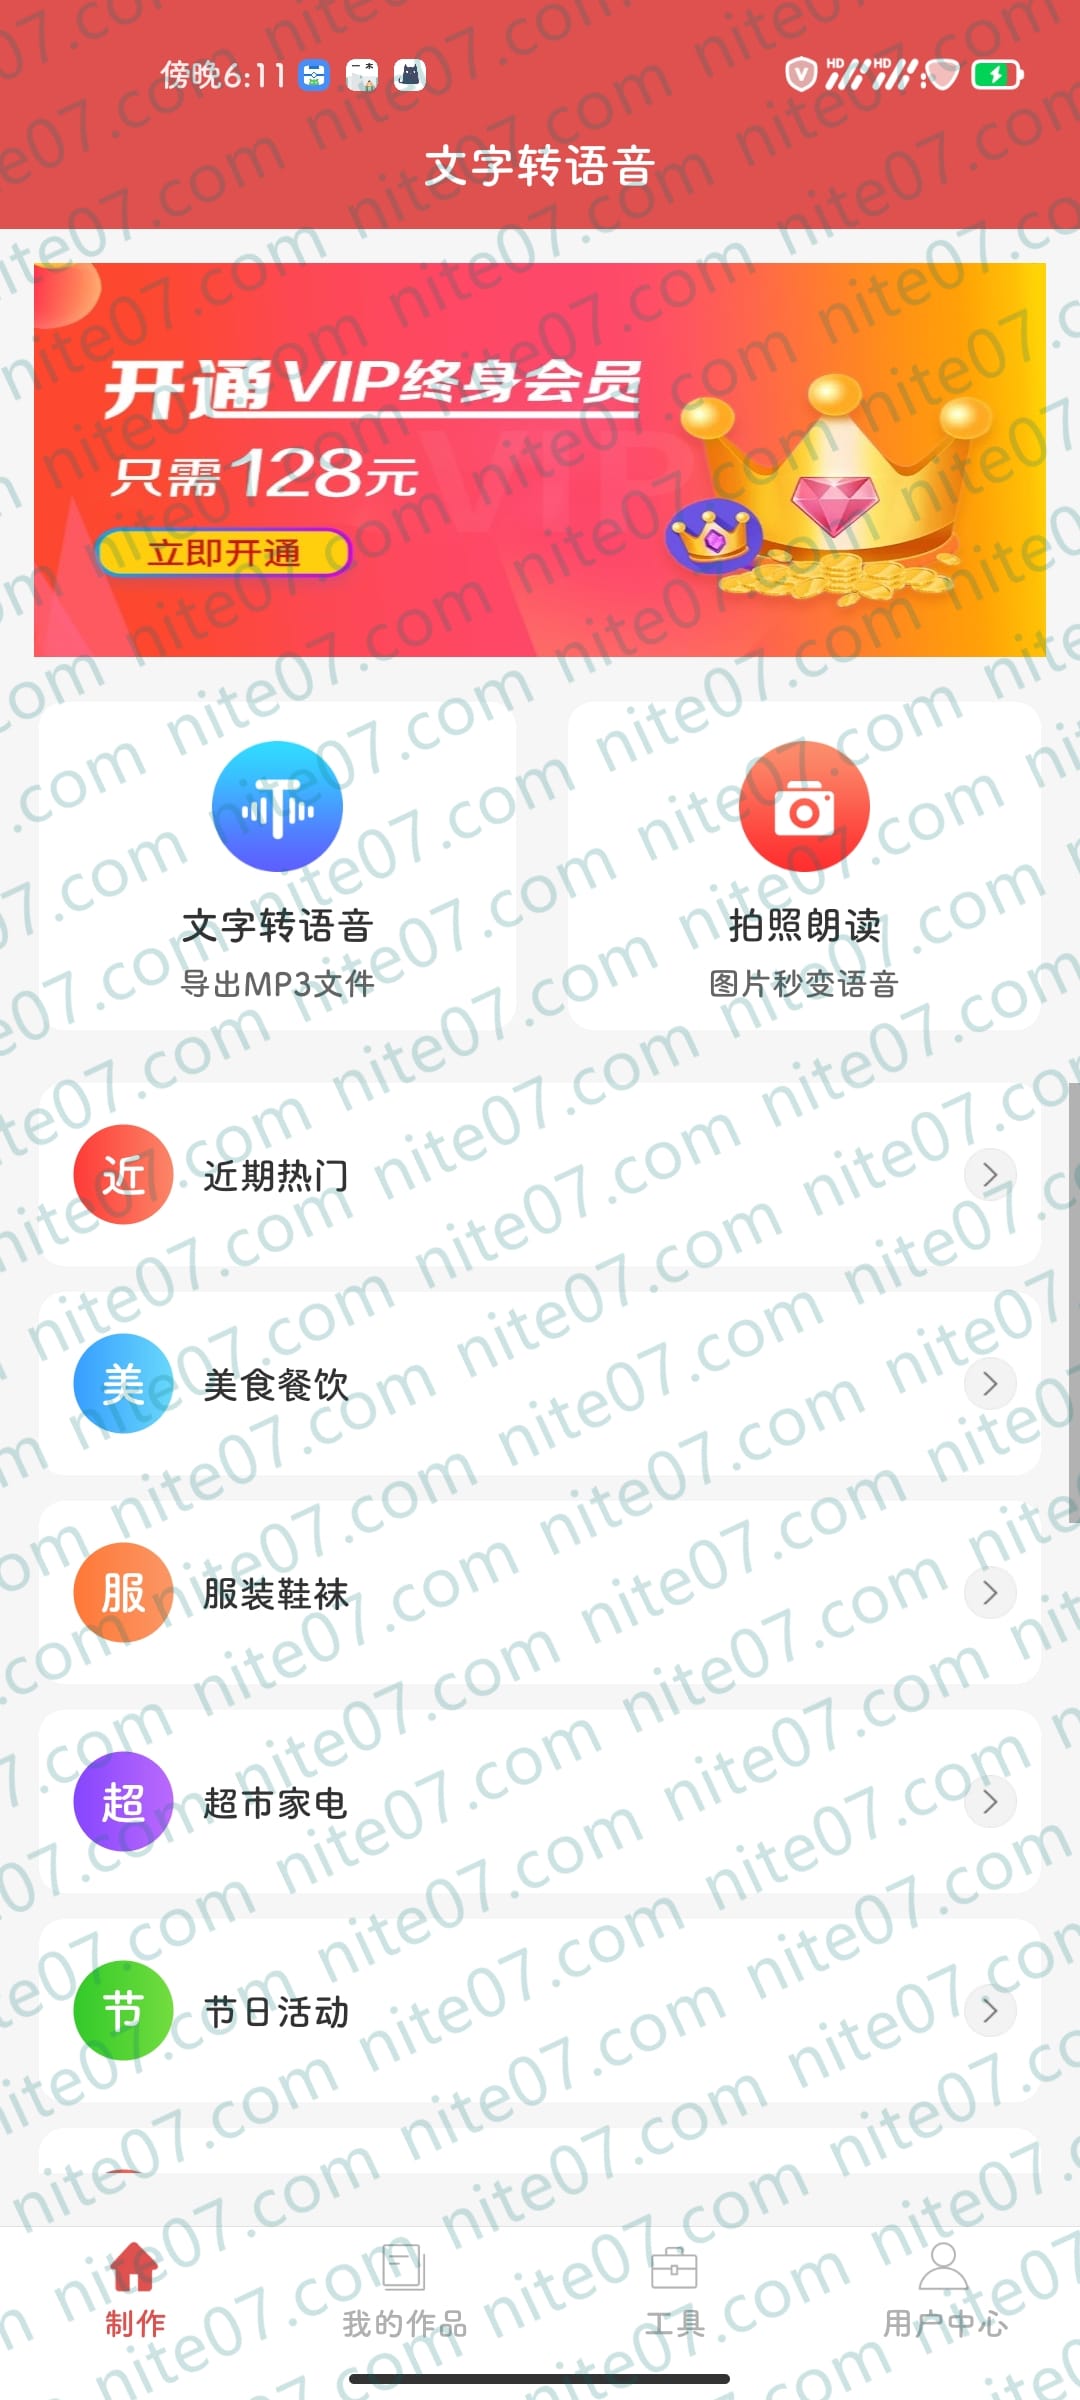 傍晚6:11
文字转语音
开通VIP终身会员
只需128元
立即开通
文字转语音
导出MP3文件
拍照朗读
图片秒变语音
近 近期热门
美 美食餐饮
服 服装鞋袜
超 超市家电
节 节日活动
制作
我的作品
工具
用户中心
nite07.com